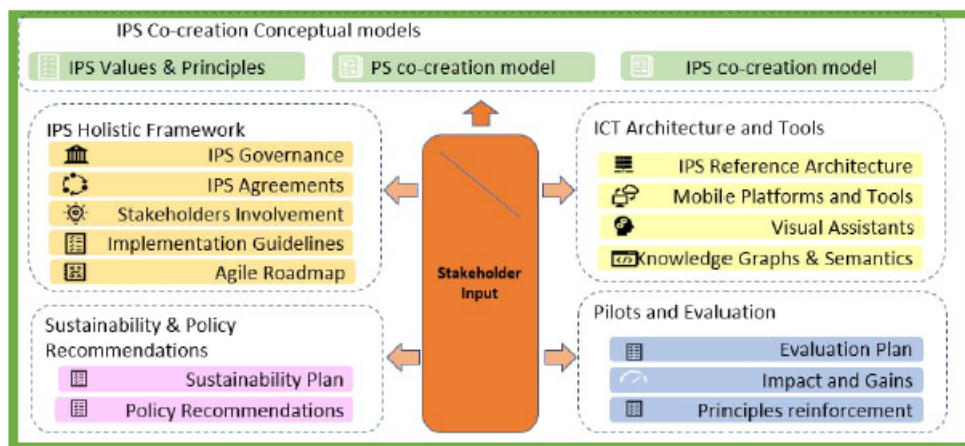 IPS Co-creation Conceptual models
IPS Values & Principles
PS co-creation model
IPS co-creation model
IPS Holistic Framework
IPS Governance
IPS Agreements
Stakeholders Involvement
Implementation Guidelines
Agile Roadmap
Stakeholder
Input
ICT Architecture and Tools
IPS Reference Architecture
Mobile Platforms and Tools
Visual Assistants
Knowledge Graphs & Semantics
Sustainability & Policy
Recommendations
Sustainability Plan
Policy Recommendations
Pilots and Evaluation
Evaluation Plan
Impact and Gains
Principles reinforcement